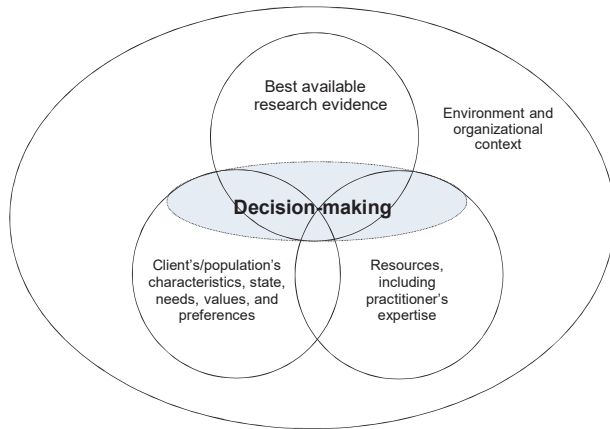 Best available
research evidence
Environment and
organizational
context
Decision-making
Client's/population's
characteristics, state,
needs, values, and
preferences
Resources,
including
practitioner's
expertise